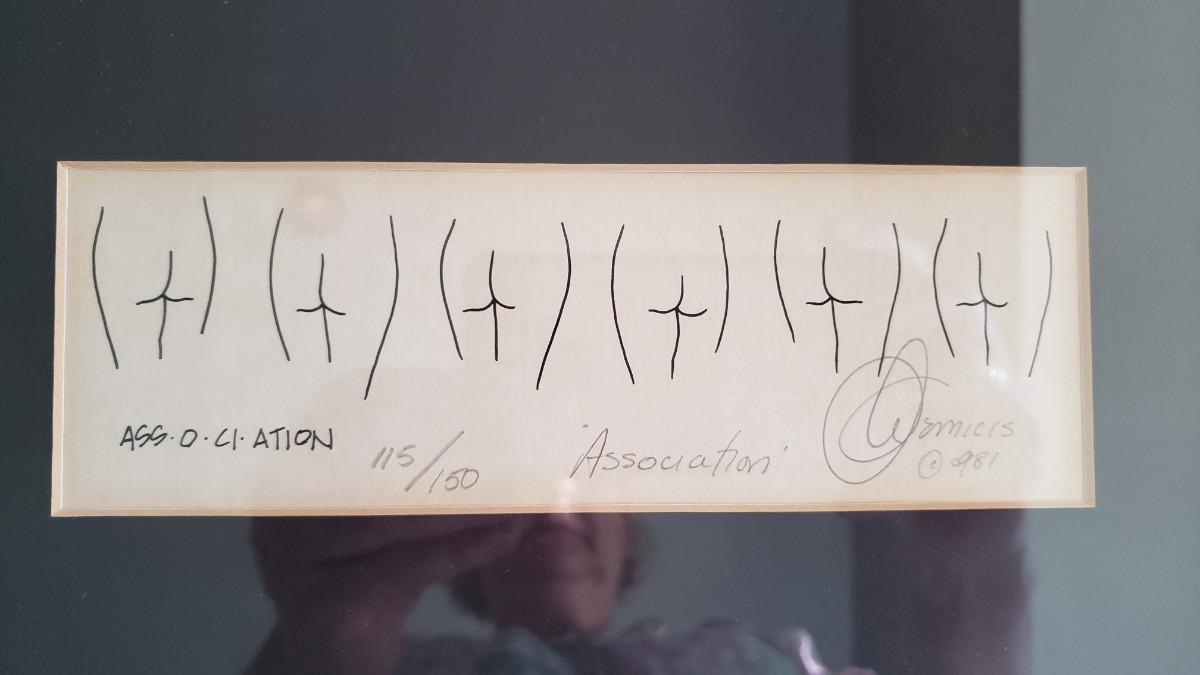 ASS·O·CI·ATION
115/150
'Association'
© 981